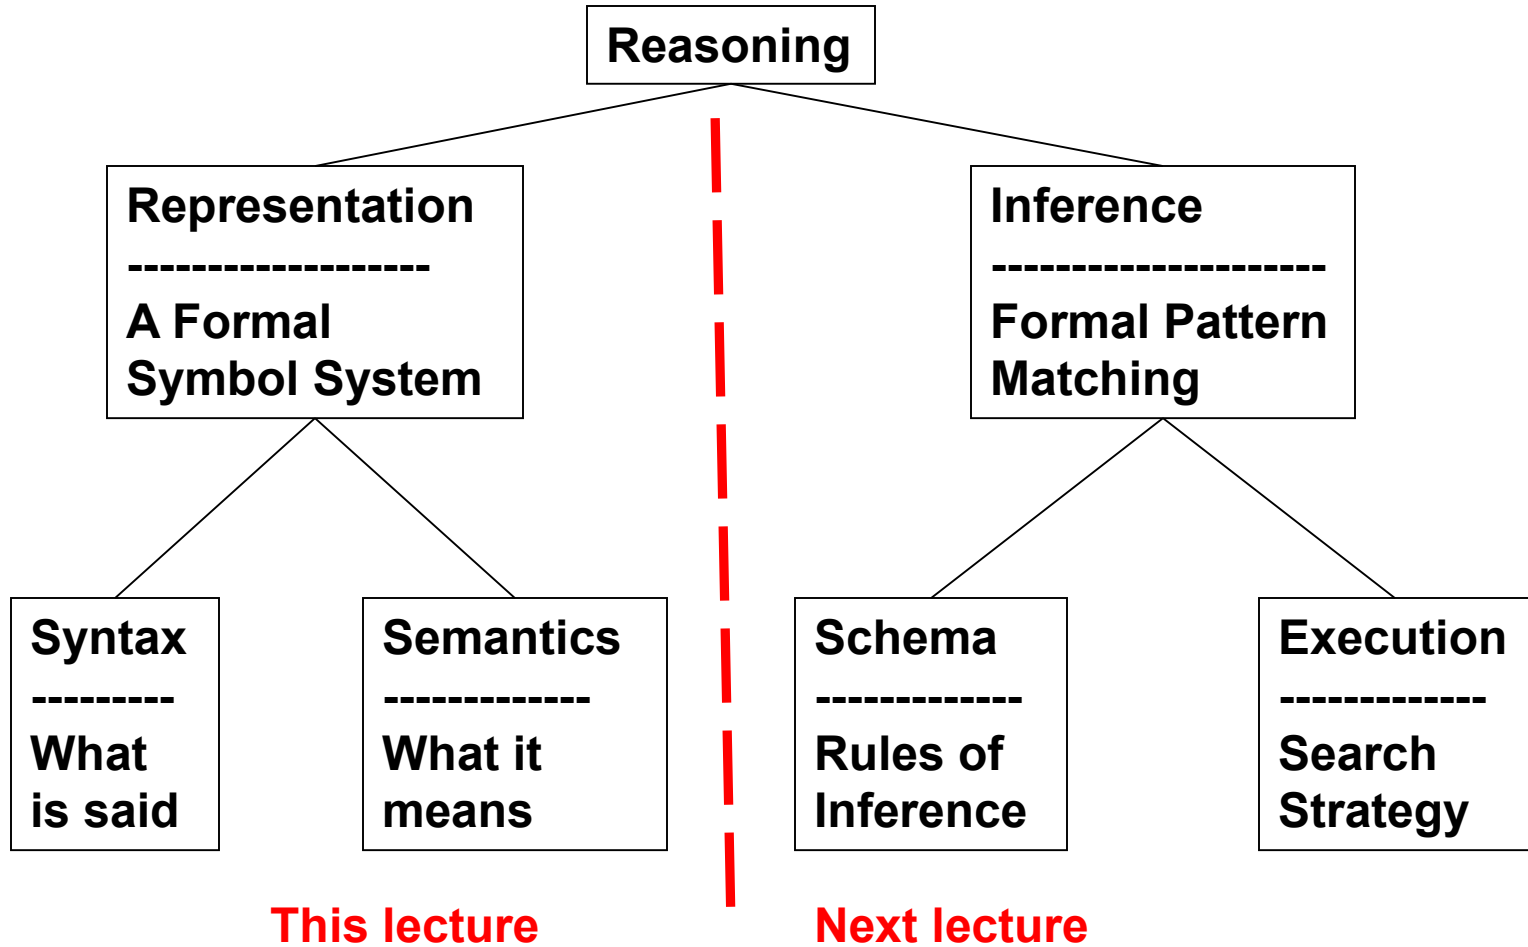 Reasoning
Representation
-------------------
A Formal
Symbol System
Inference
---------------------
Formal Pattern
Matching
Syntax
---------
What
is said
Semantics
-------------
What it
means
Schema
-------------
Rules of
Inference
Execution
-------------
Search
Strategy
This lecture
Next lecture